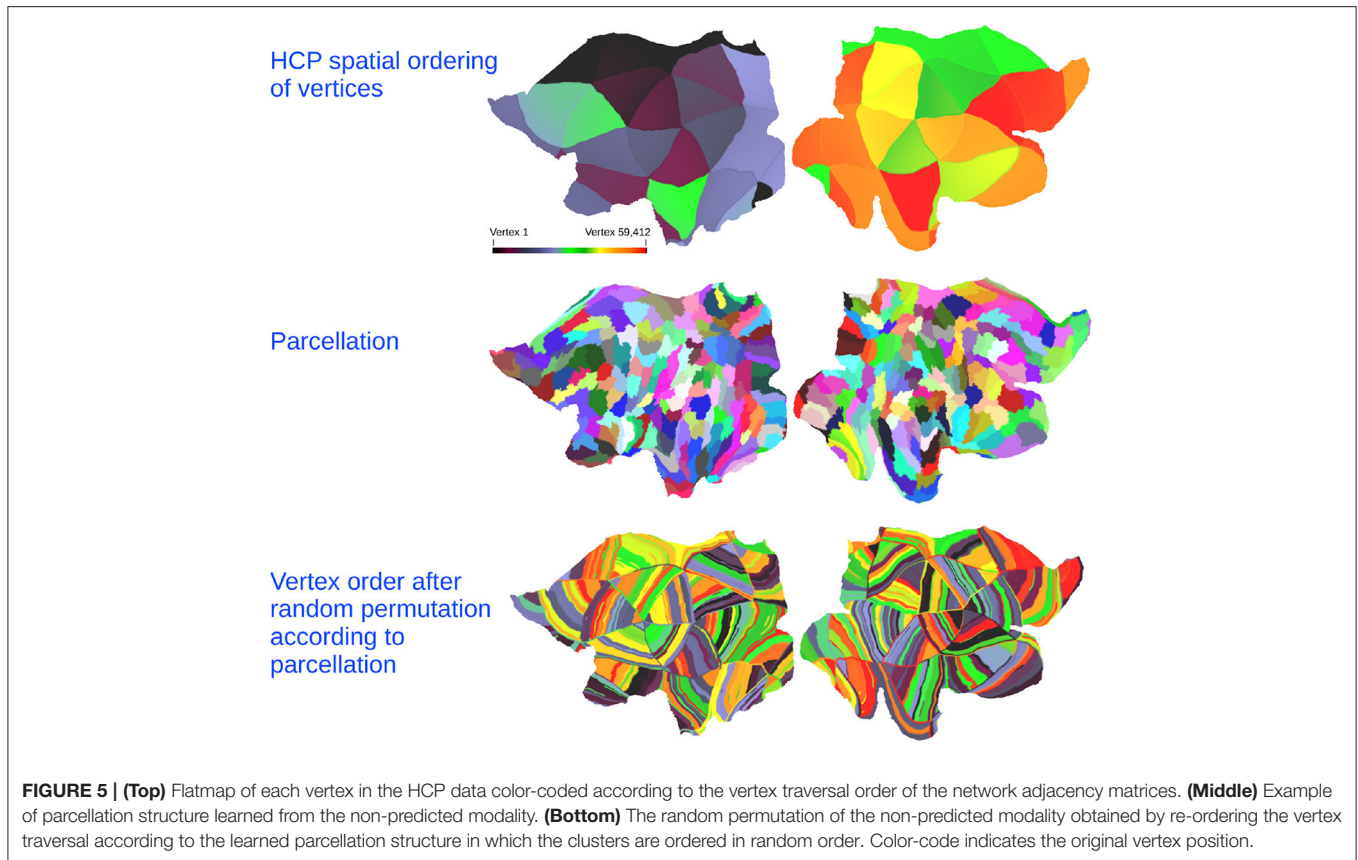 HCP spatial ordering
of vertices
Vertex 1
Vertex 59,412
Parcellation
Vertex order after
random permutation
according to
parcellation
FIGURE 5 | (Top) Flatmap of each vertex in the HCP data color-coded according to the vertex traversal order of the network adjacency matrices. (Middle) Example
of parcellation structure learned from the non-predicted modality. (Bottom) The random permutation of the non-predicted modality obtained by re-ordering the vertex
traversal according to the learned parcellation structure in which the clusters are ordered in random order. Color-code indicates the original vertex position.